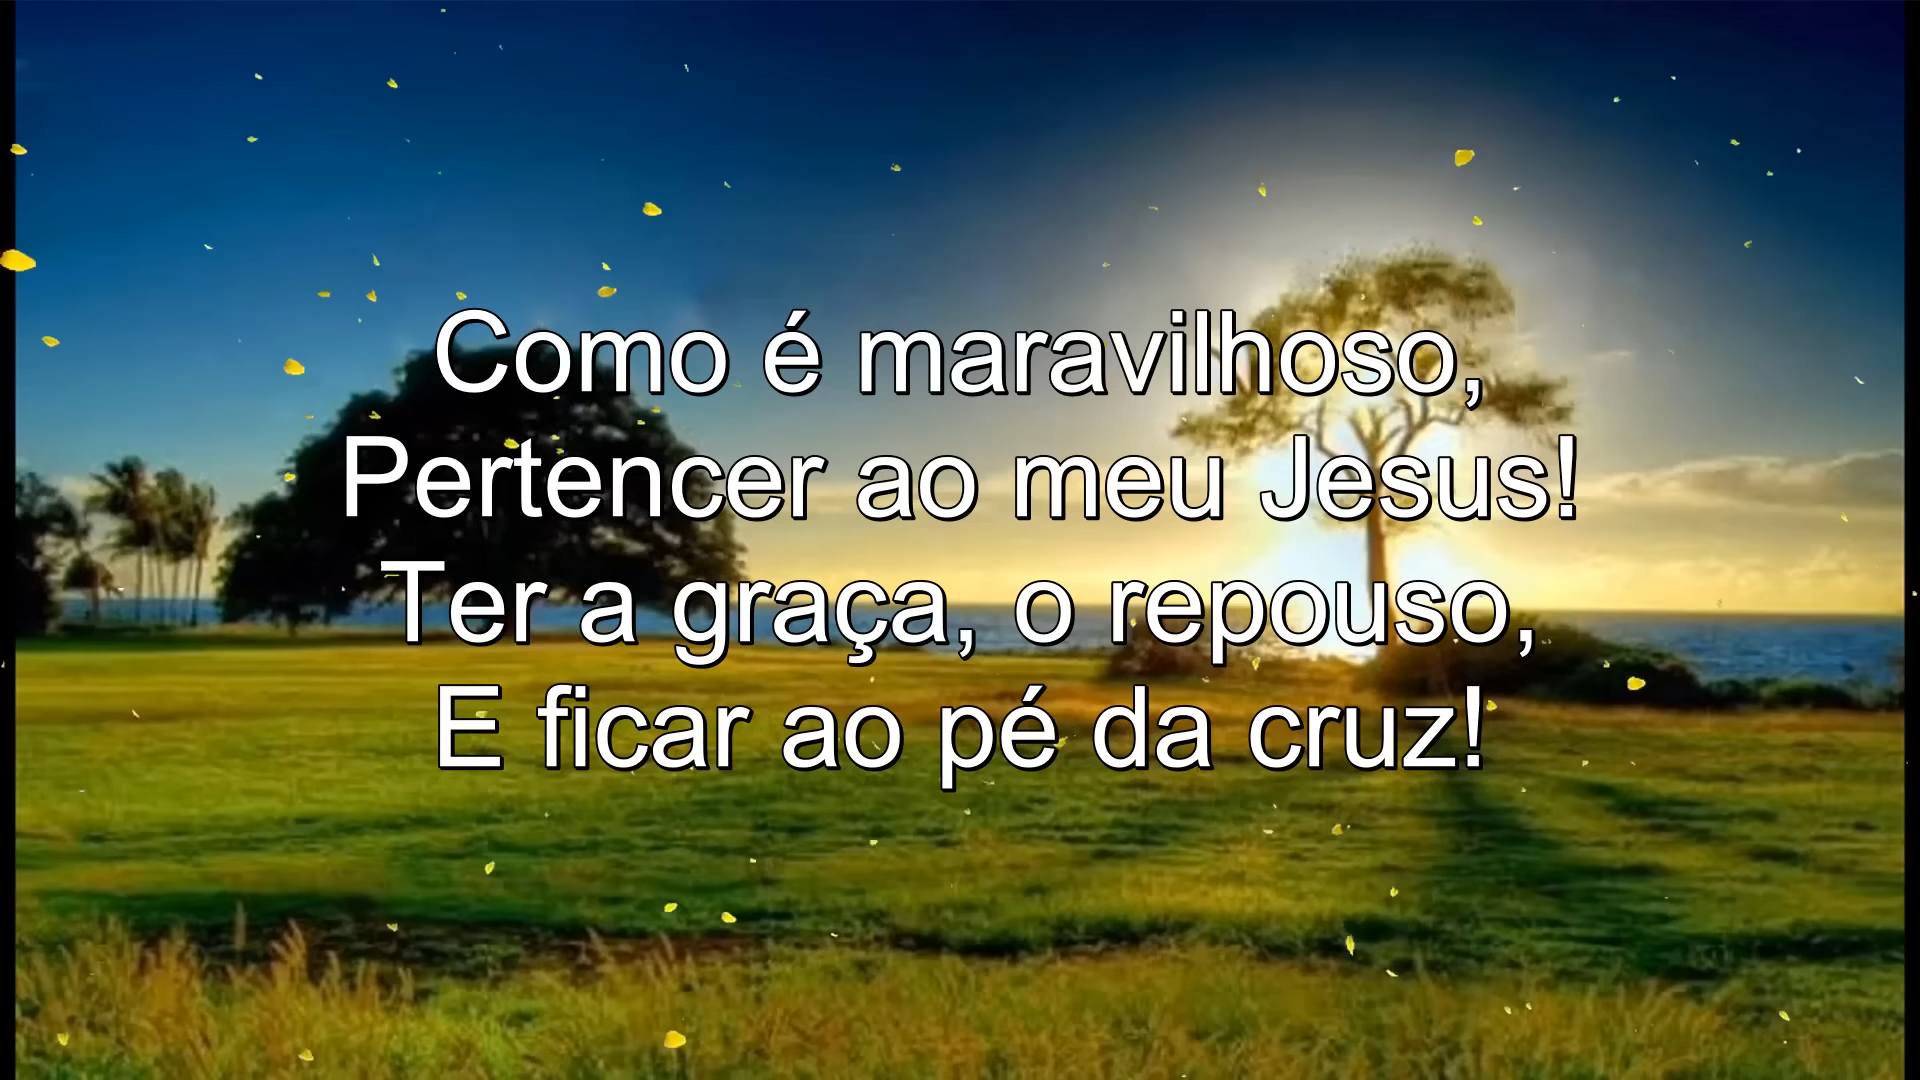 Como é maravilhoso,
Pertencer ao meu Jesus!
Ter a graça, o repouso,
E ficar ao pé da cruz!